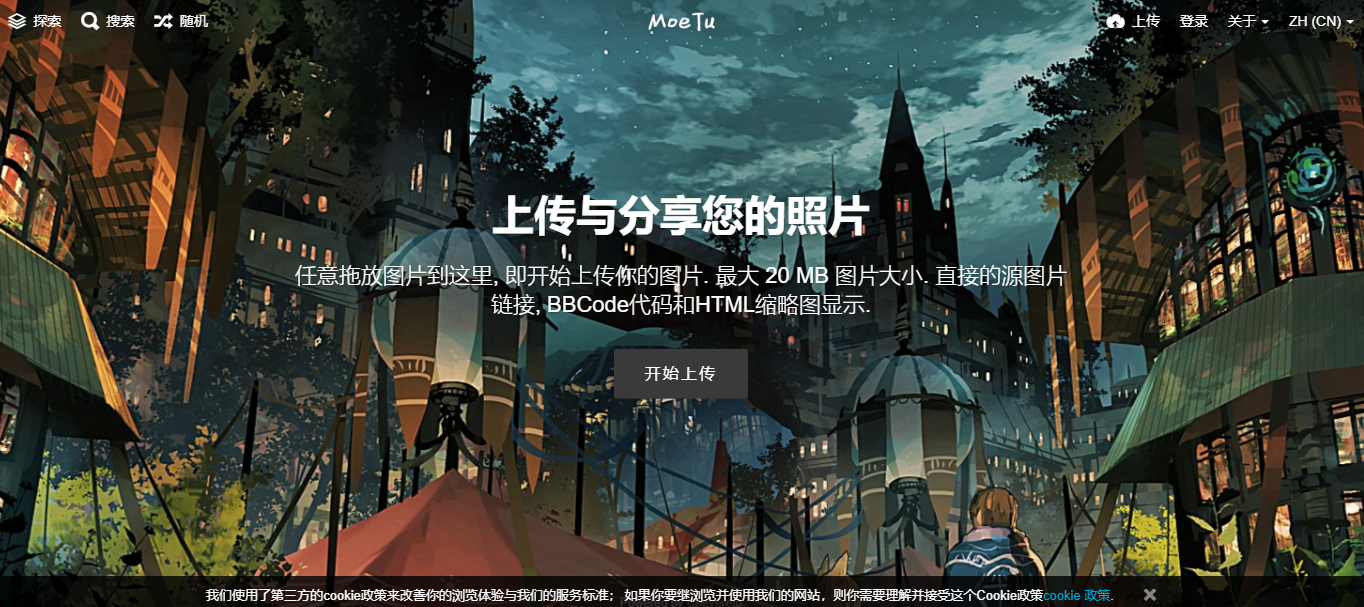 探索 搜索 随机 MoeTu 上传 登录 关于 ZH (CN)
上传与分享您的照片
任意拖放图片到这里, 即开始上传你的图片. 最大 20 MB 图片大小. 直接的源图片
链接, BBCode代码和HTML缩略图显示.
开始上传
我们使用了第三方的cookie政策来改善你的浏览体验与我们的服务标准； 如果你要继浏览并使用我们的网站，则你需要理解并接受这个Cookie政策cookie 政策.